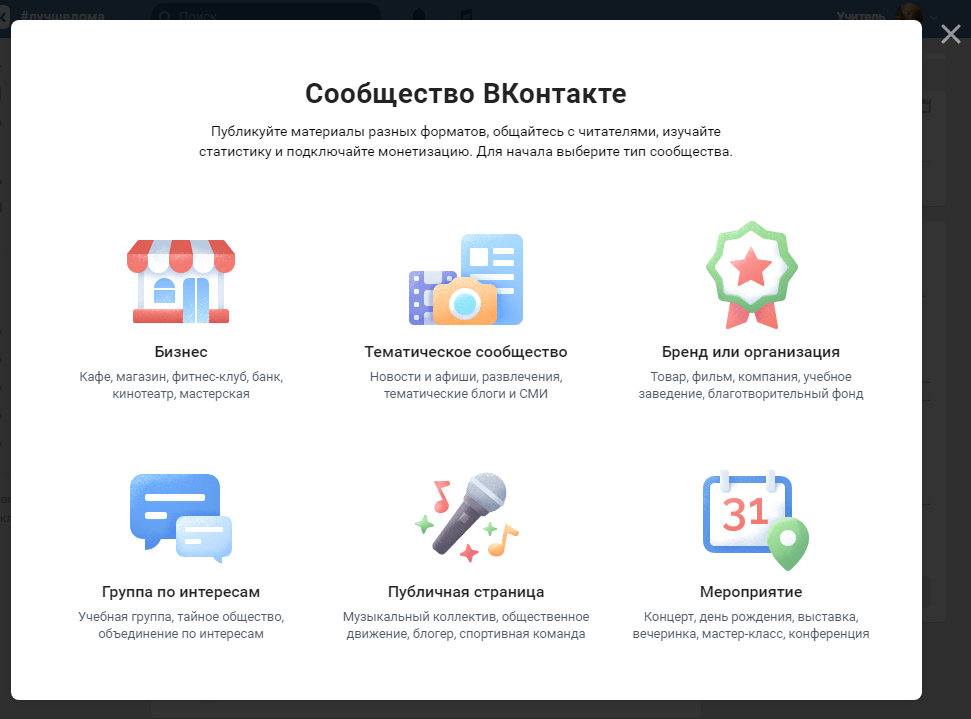 #лучшедома
Поиск
Учитель
Сообщество ВКонтакте
Публикуйте материалы разных форматов, общайтесь с читателями, изучайте
статистику и подключайте монетизацию. Для начала выберите тип сообщества.
Бизнес
Кафе, магазин, фитнес-клуб, банк,
кинотеатр, мастерская
Тематическое сообщество
Новости и афиши, развлечения,
тематические блоги и СМИ
Бренд или организация
Товар, фильм, компания, учебное
заведение, благотворительный фонд
Группа по интересам
Учебная группа, тайное общество,
объединение по интересам
Публичная страница
Музыкальный коллектив, общественное
движение, блогер, спортивная команда
31
Мероприятие
Концерт, день рождения, выставка,
вечеринка, мастер-класс, конференция